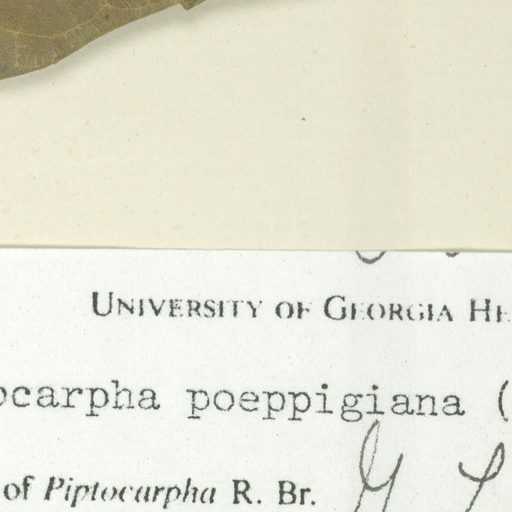 UNIVERSITY OF GEORGIA HE
ocarpha poeppigiana (
of Piptocarpha R. Br.